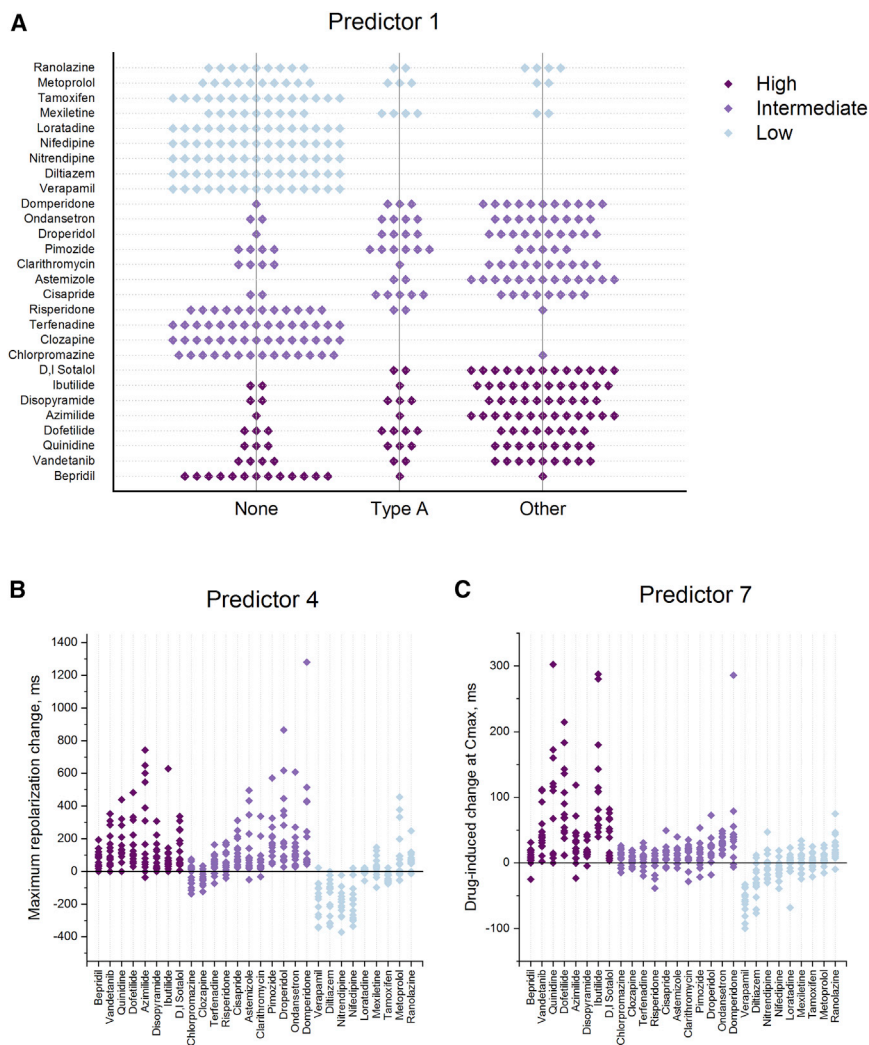 A
Predictor 1
Ranolazine
Metoprolol
Tamoxifen
Mexiletine
Loratadine
Nifedipine
Nitrendipine
Diltiazem
Verapamil
Domperidone
Ondansetron
Droperidol
Pimozide
Clarithromycin
Astemizole
Cisapride
Risperidone
Terfenadine
Clozapine
Chlorpromazine
D,I Sotalol
Ibutilide
Disopyramide
Azimilide
Dofetilide
Quinidine
Vandetanib
Bepridil
None Type A Other
High
Intermediate
Low
B
Predictor 4
Maximum repolarization change, ms
1400
1200
1000
800
600
400
200
0
-200
-400
Bepridil
Vandetanib
Quinidine
Dofetilide
Azimilide
Disopyramide
Ibutilide
D,I Sotalol
Chlorpromazine
Clozapine
Terfenadine
Risperidone
Cisapride
Astemizole
Clarithromycin
Pimozide
Droperidol
Ondansetron
Domperidone
Verapamil
Diltiazem
Nitrendipine
Nifedipine
Loratadine
Mexiletine
Tamoxifen
Metoprolol
Ranolazine
C
Predictor 7
Drug-induced change at Cmax, ms
300
200
100
0
-100
Bepridil
Vandetanib
Quinidine
Dofetilide
Azimilide
Disopyramide
Ibutilide
D,I Sotalol
Chlorpromazine
Clozapine
Terfenadine
Risperidone
Cisapride
Astemizole
Clarithromycin
Pimozide
Droperidol
Ondansetron
Domperidone
Verapamil
Diltiazem
Nitrendipine
Nifedipine
Loratadine
Mexiletine
Tamoxifen
Metoprolol
Ranolazine